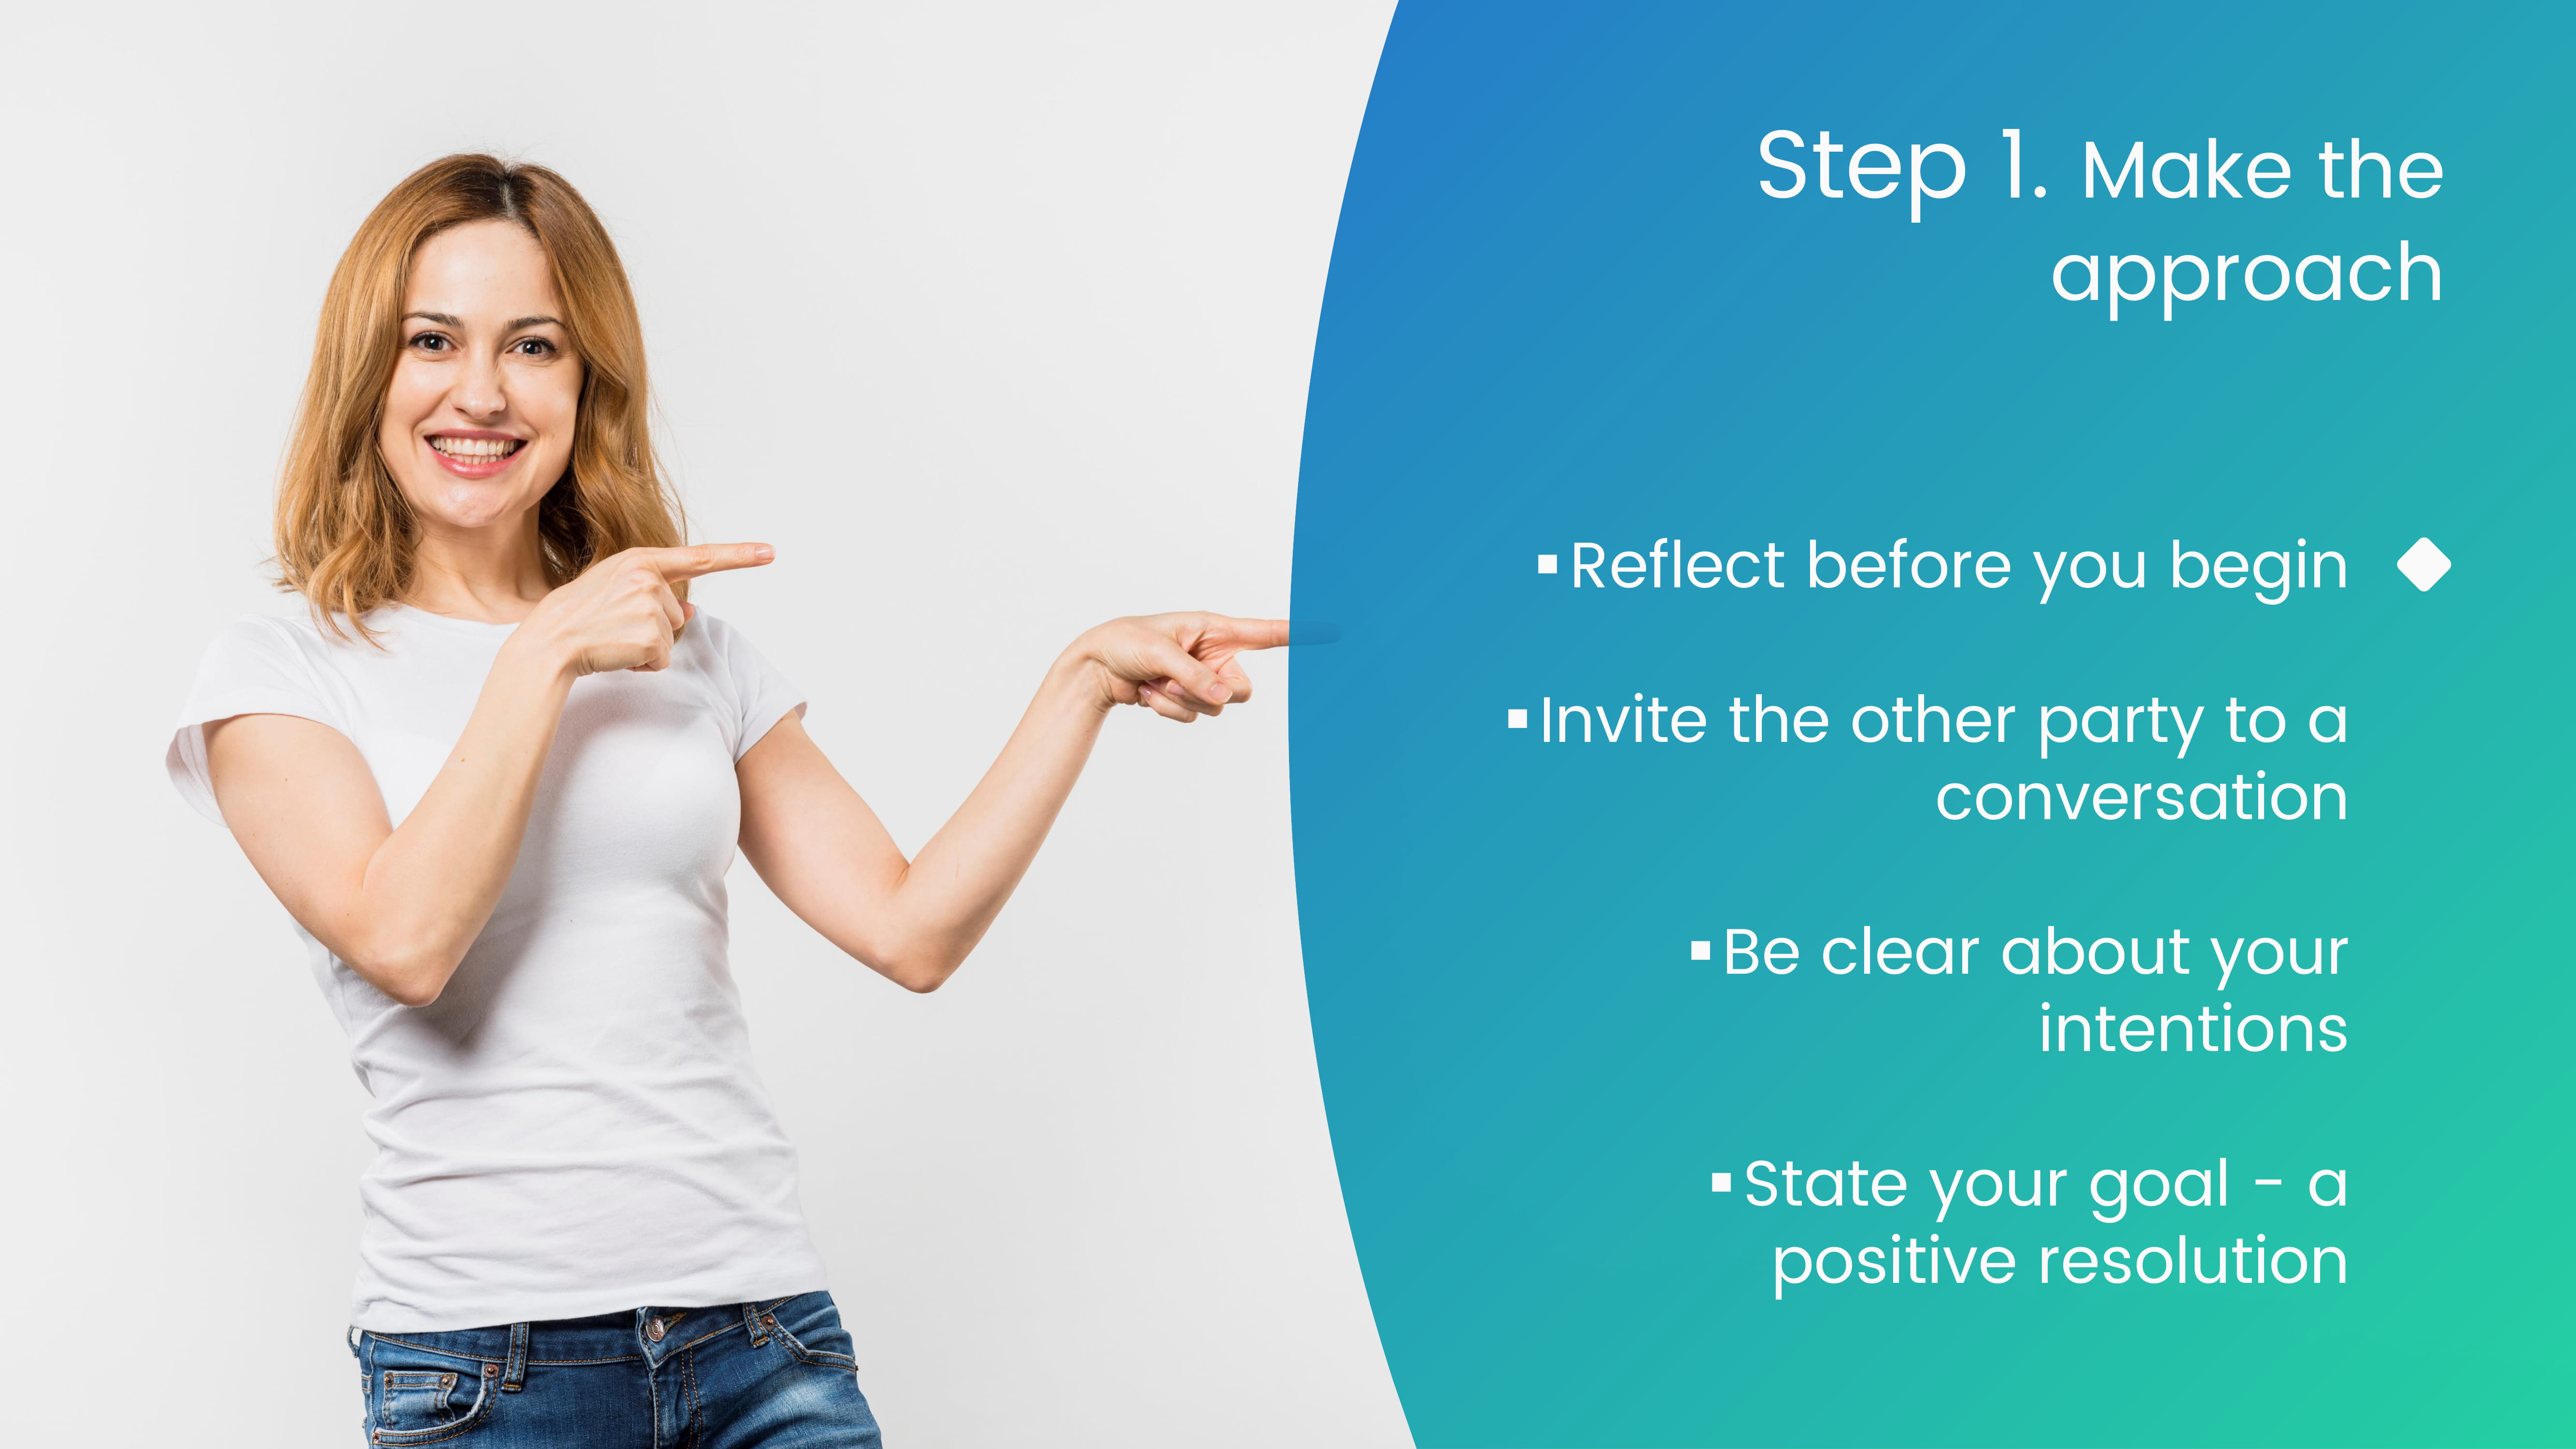 Step 1. Make the
approach
▪Reflect before you begin
▪Invite the other party to a
conversation
▪Be clear about your
intentions
▪State your goal - a
positive resolution